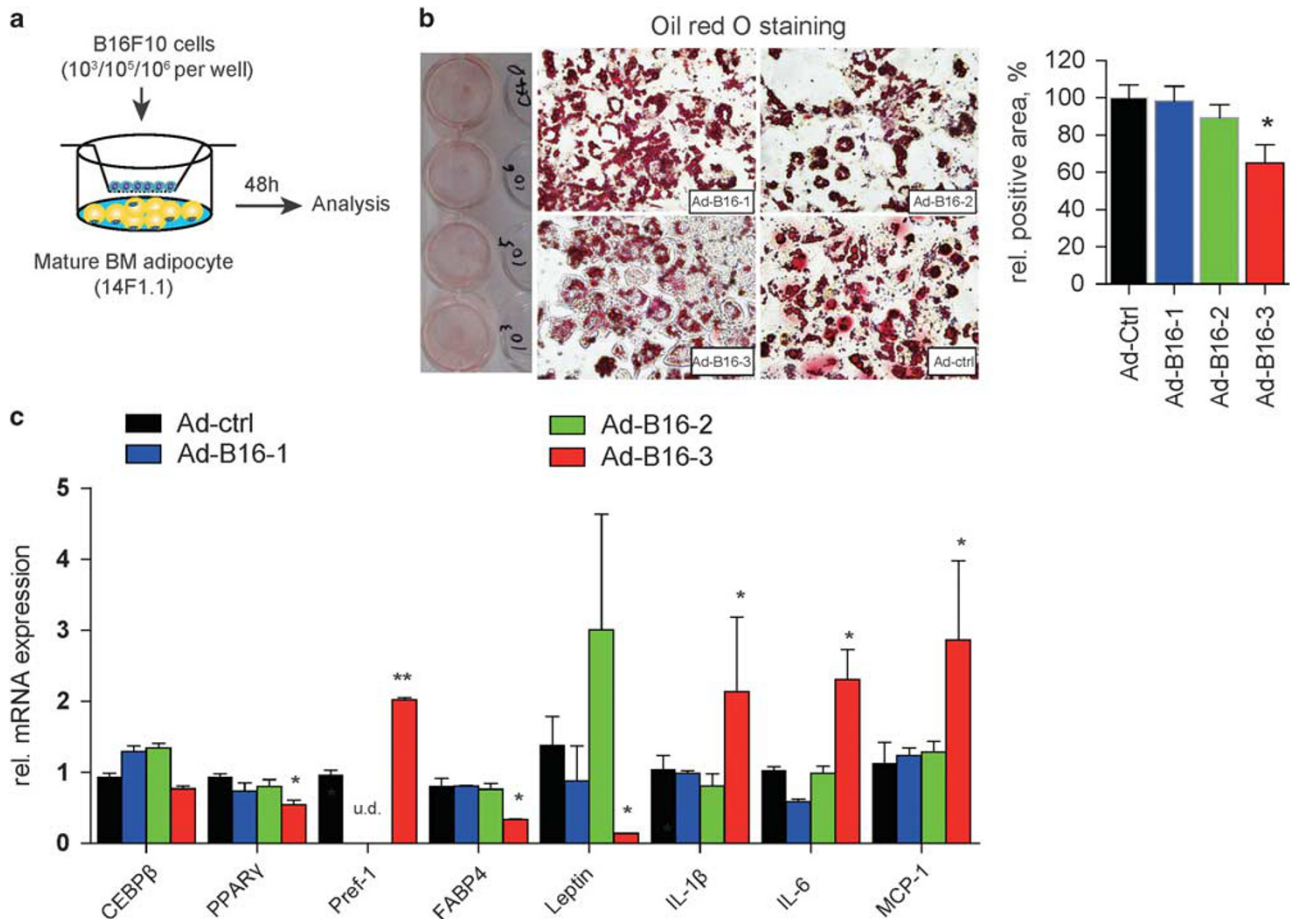 a
B16F10 cells
(10³/10⁵/10⁶ per well)
48h
Analysis
Mature BM adipocyte
(14F1.1)
b
Oil red O staining
Ctrl
10⁶
10⁵
10³
Ad-B16-1
Ad-B16-2
Ad-B16-3
Ad-ctrl
rel. positive area, %
120
100
80
60
40
20
0
*
Ad-Ctrl
Ad-B16-1
Ad-B16-2
Ad-B16-3
c
Ad-ctrl
Ad-B16-1
Ad-B16-2
Ad-B16-3
rel. mRNA expression
5
4
3
2
1
0
*
*
u.d.
**
*
*
*
*
*
*
CEBPβ
PPARγ
Pref-1
FABP4
Leptin
IL-1β
IL-6
MCP-1